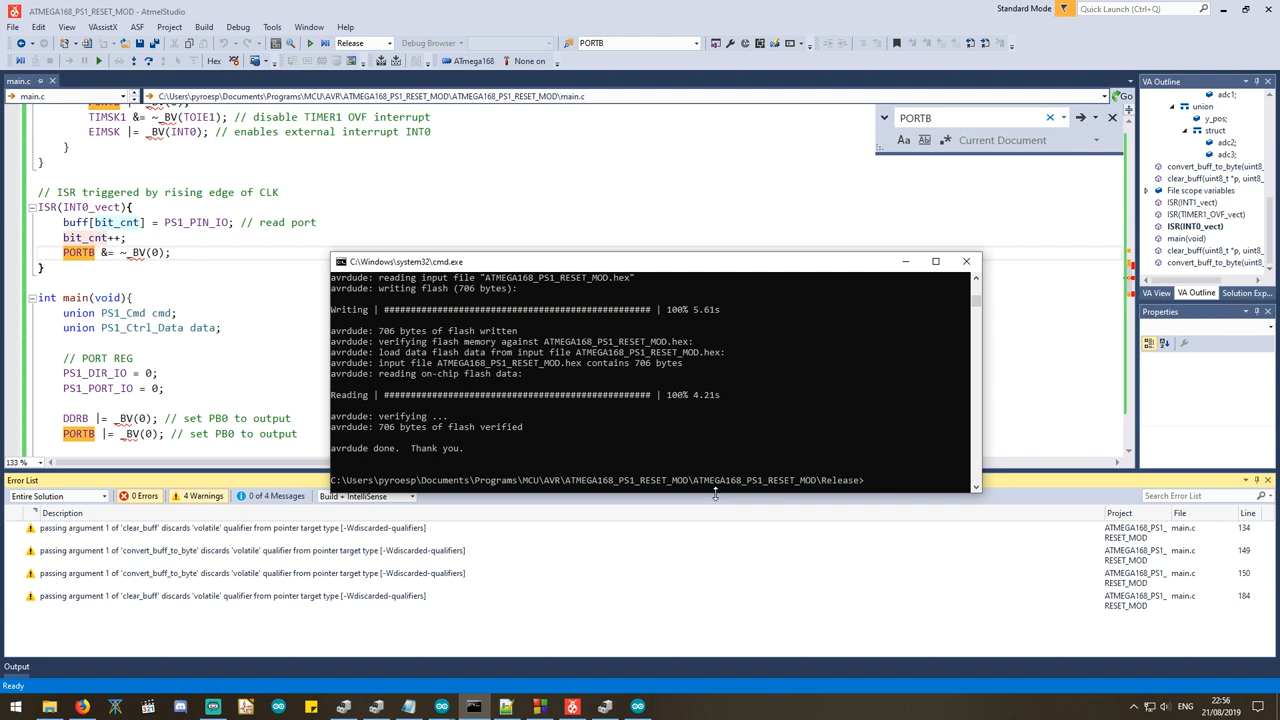 ATMEGA168_PS1_RESET_MOD - AtmelStudio
Standard Mode
Quick Launch (Ctrl+Q)
File Edit View VAssistX ASF Project Build Debug Tools Window Help
Release
Debug Browser
PORTB
Hex
ATmega168
None on
main.c
main.c
C:\Users\pyroesp\Documents\Programs\MCU\AVR\ATMEGA168_PS1_RESET_MOD\ATMEGA168_PS1_RESET_MOD\main.c
Go
PORTB
Aa
Current Document
TIMSK1 &= ~_BV(TOIE1); // disable TIMER1 OVF interrupt
EIMSK |= _BV(INT0); // enables external interrupt INT0
}
}
// ISR triggered by rising edge of CLK
ISR(INT0_vect){
buff[bit_cnt] = PS1_PIN_IO; // read port
bit_cnt++;
PORTB &= ~_BV(0);
}
int main(void){
union PS1_Cmd cmd;
union PS1_Ctrl_Data data;
// PORT REG
PS1_DIR_IO = 0;
PS1_PORT_IO = 0;
DDRB |= _BV(0); // set PB0 to output
PORTB |= _BV(0); // set PB0 to output
133 %
C:\Windows\system32\cmd.exe
avrdude: reading input file "ATMEGA168_PS1_RESET_MOD.hex"
avrdude: writing flash (706 bytes):
Writing | ################################################## | 100% 5.61s
avrdude: 706 bytes of flash written
avrdude: verifying flash memory against ATMEGA168_PS1_RESET_MOD.hex:
avrdude: load data flash data from input file ATMEGA168_PS1_RESET_MOD.hex:
avrdude: input file ATMEGA168_PS1_RESET_MOD.hex contains 706 bytes
avrdude: reading on-chip flash data:
Reading | ################################################## | 100% 4.21s
avrdude: verifying ...
avrdude: 706 bytes of flash verified
avrdude done.  Thank you.
C:\Users\pyroesp\Documents\Programs\MCU\AVR\ATMEGA168_PS1_RESET_MOD\ATMEGA168_PS1_RESET_MOD\Release>
VA Outline
adc1;
union
y_pos;
struct
adc2;
adc3;
convert_buff_to_byte(uint8_t
clear_buff(uint8_t *p, uint8_
File scope variables
ISR(INT1_vect)
ISR(TIMER1_OVF_vect)
ISR(INT0_vect)
main(void)
clear_buff(uint8_t *p, uint8_
convert_buff_to_byte(uint8_t
VA View VA Outline Solution Exp...
Properties
Error List
Entire Solution
0 Errors
4 Warnings
0 of 4 Messages
Build + IntelliSense
Search Error List
Description Project File Line
passing argument 1 of 'clear_buff' discards 'volatile' qualifier from pointer target type [-Wdiscarded-qualifiers] ATMEGA168_PS1_ main.c 134
RESET_MOD
passing argument 1 of 'convert_buff_to_byte' discards 'volatile' qualifier from pointer target type [-Wdiscarded-qualifiers] ATMEGA168_PS1_ main.c 149
RESET_MOD
passing argument 1 of 'convert_buff_to_byte' discards 'volatile' qualifier from pointer target type [-Wdiscarded-qualifiers] ATMEGA168_PS1_ main.c 150
RESET_MOD
passing argument 1 of 'clear_buff' discards 'volatile' qualifier from pointer target type [-Wdiscarded-qualifiers] ATMEGA168_PS1_ main.c 184
RESET_MOD
Output
Ready
ENG
22:56
21/08/2019